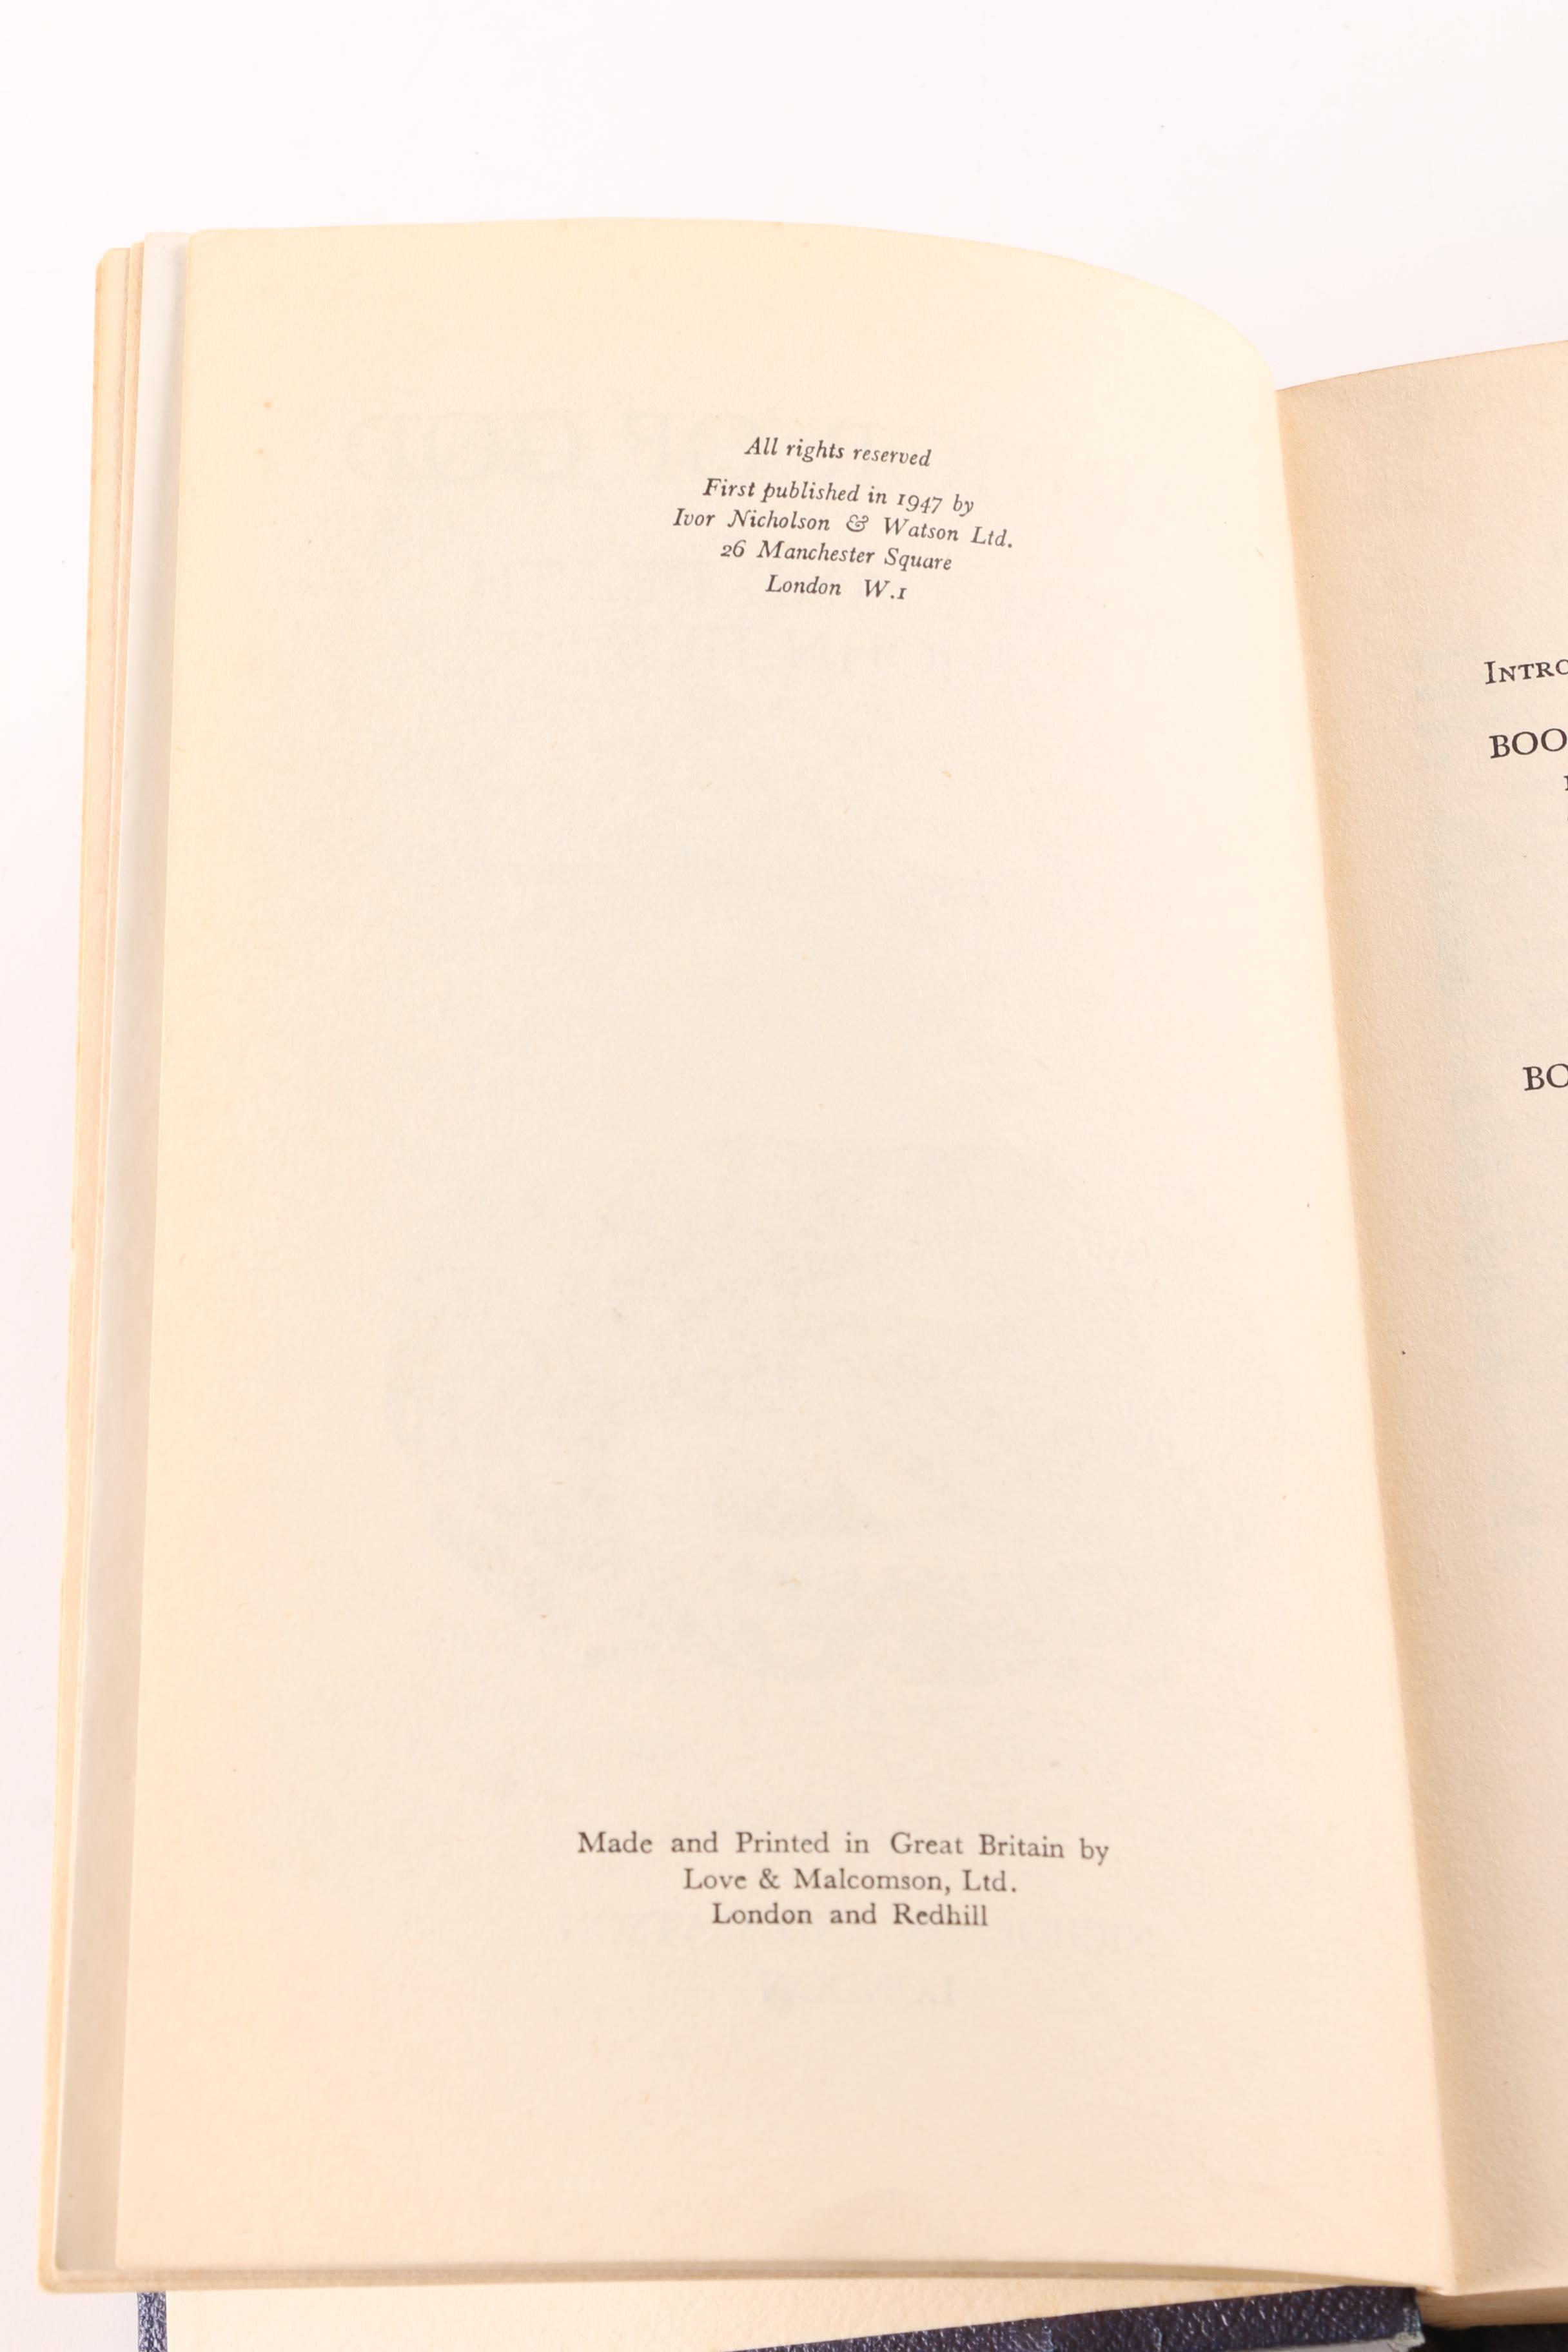 All rights reserved
First published in 1947 by
Ivor Nicholson & Watson Ltd.
26 Manchester Square
London W.1
Made and Printed in Great Britain by
Love & Malcomson, Ltd.
London and Redhill